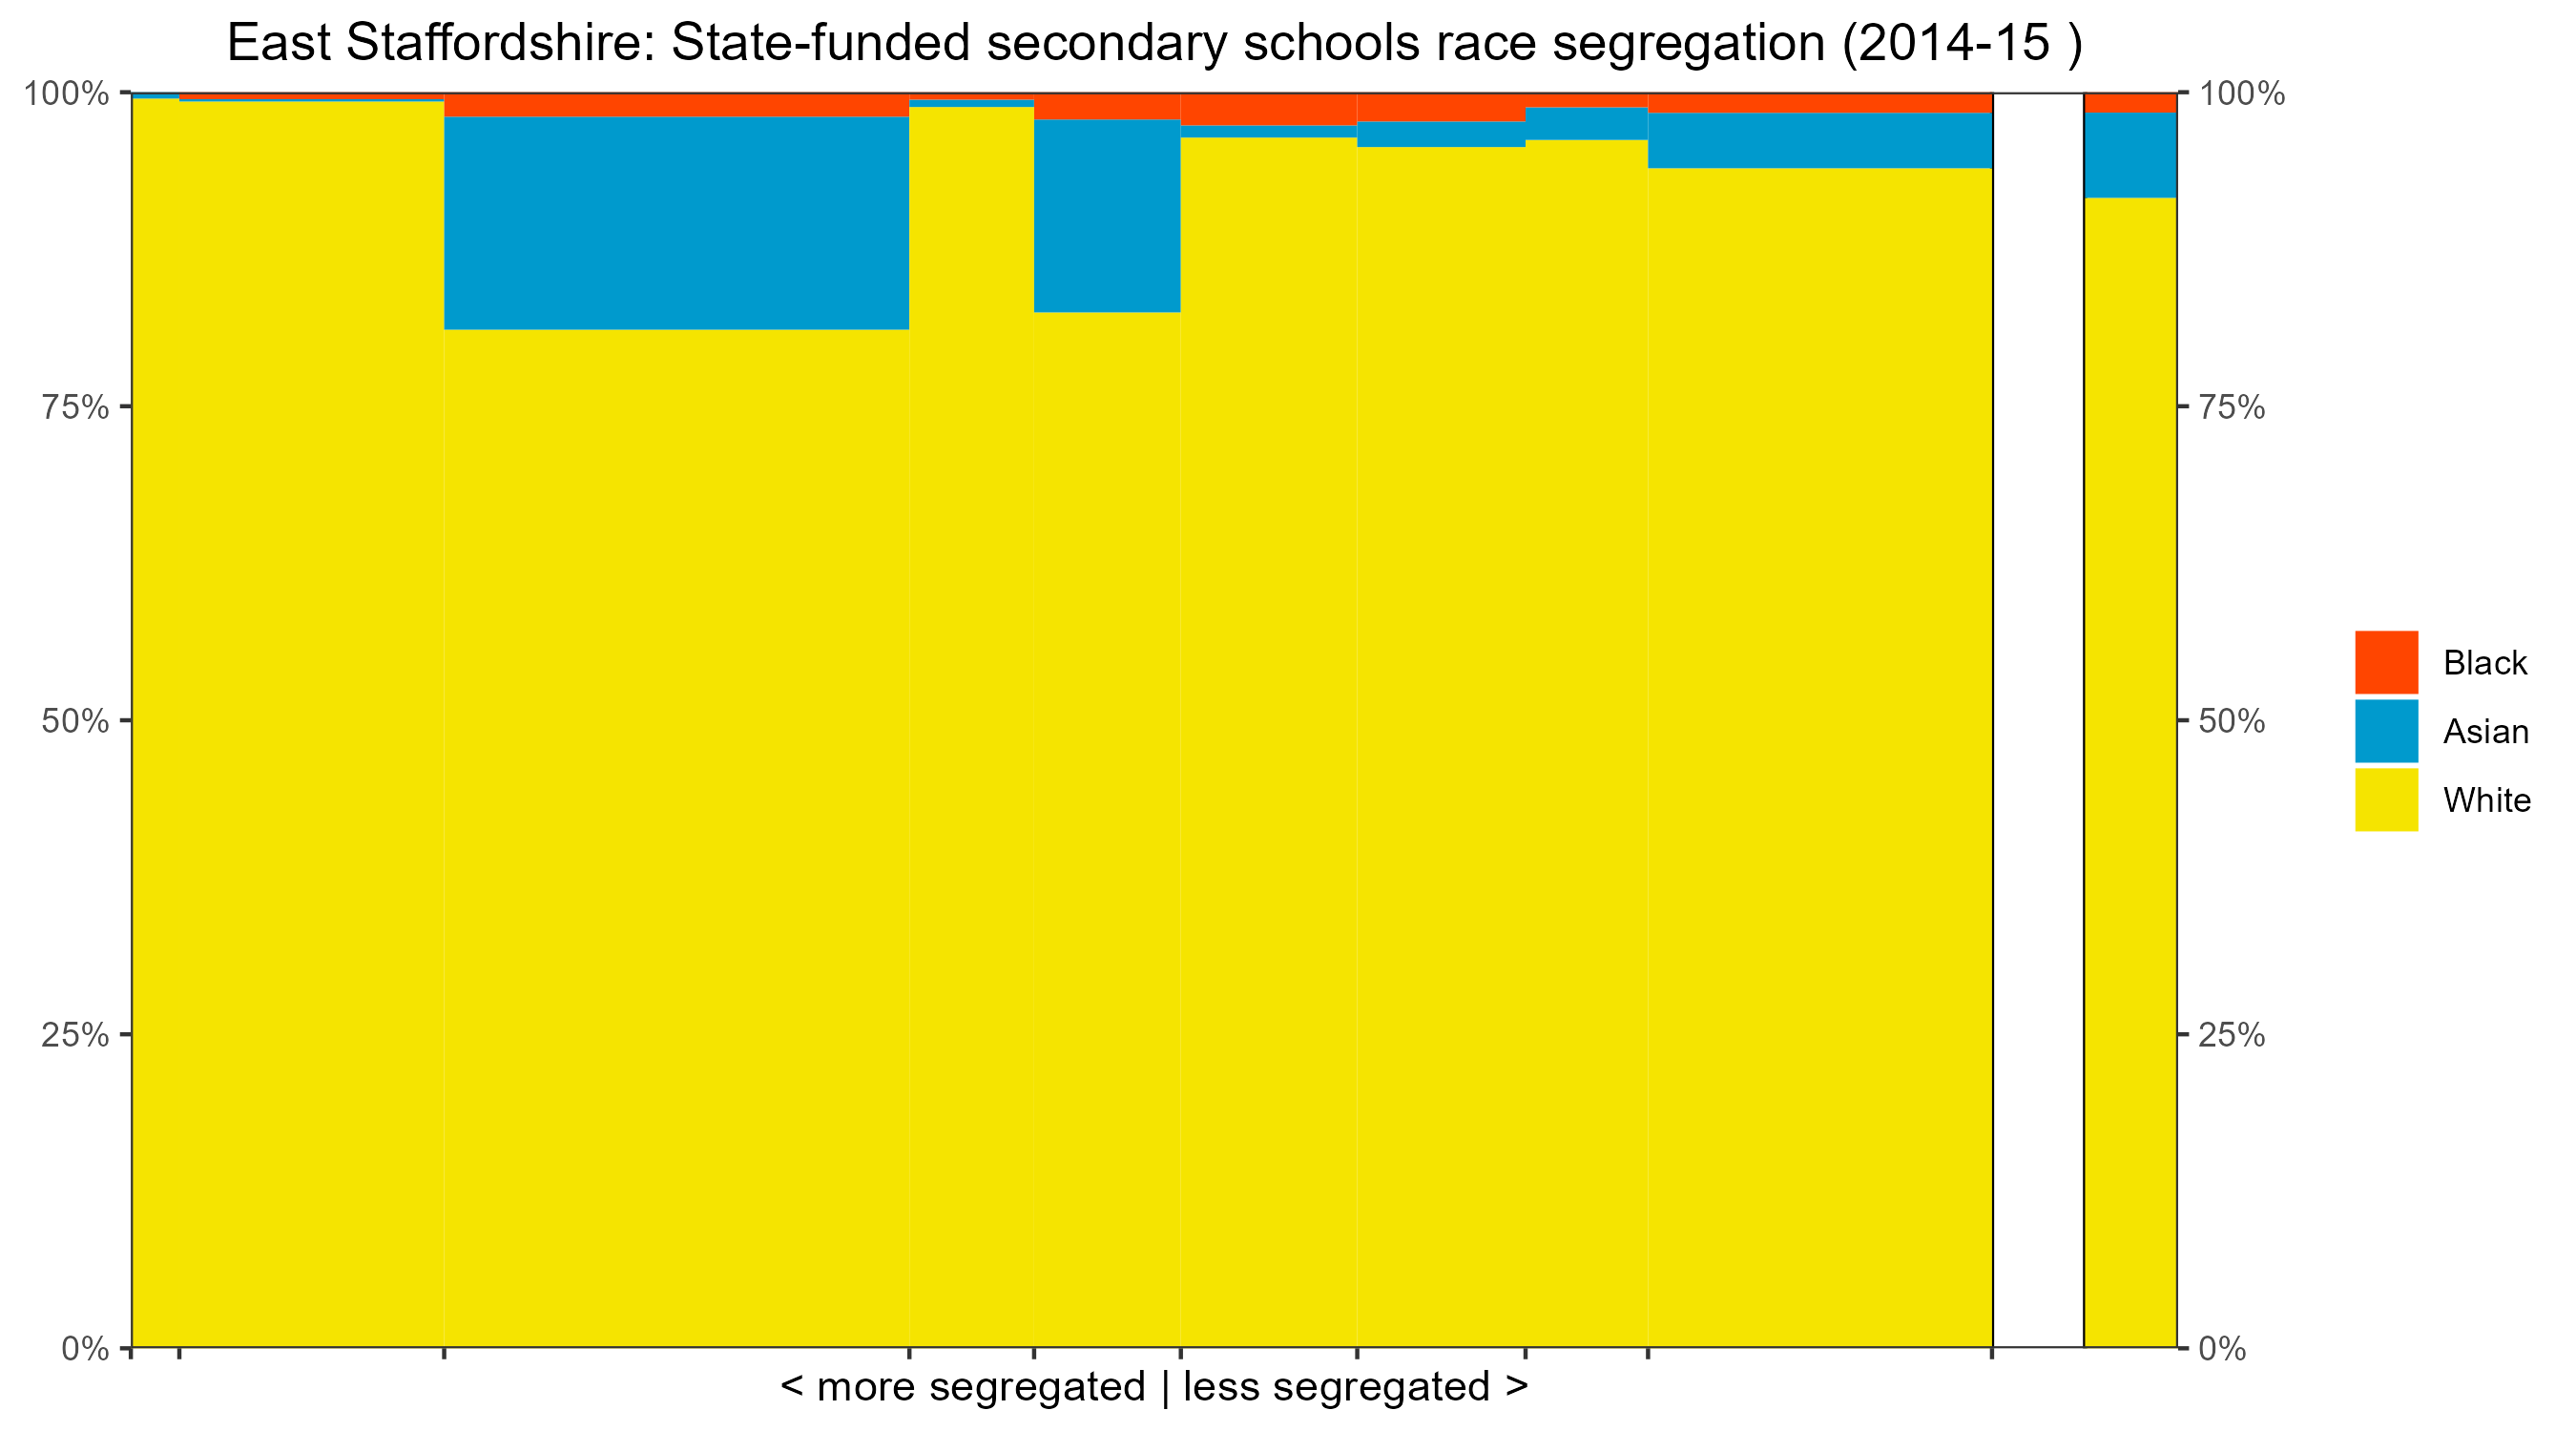 East Staffordshire: State-funded secondary schools race segregation (2014-15 )
100%
75%
50%
25%
0%
100%
75%
50%
25%
0%
Black
Asian
White
< more segregated | less segregated >